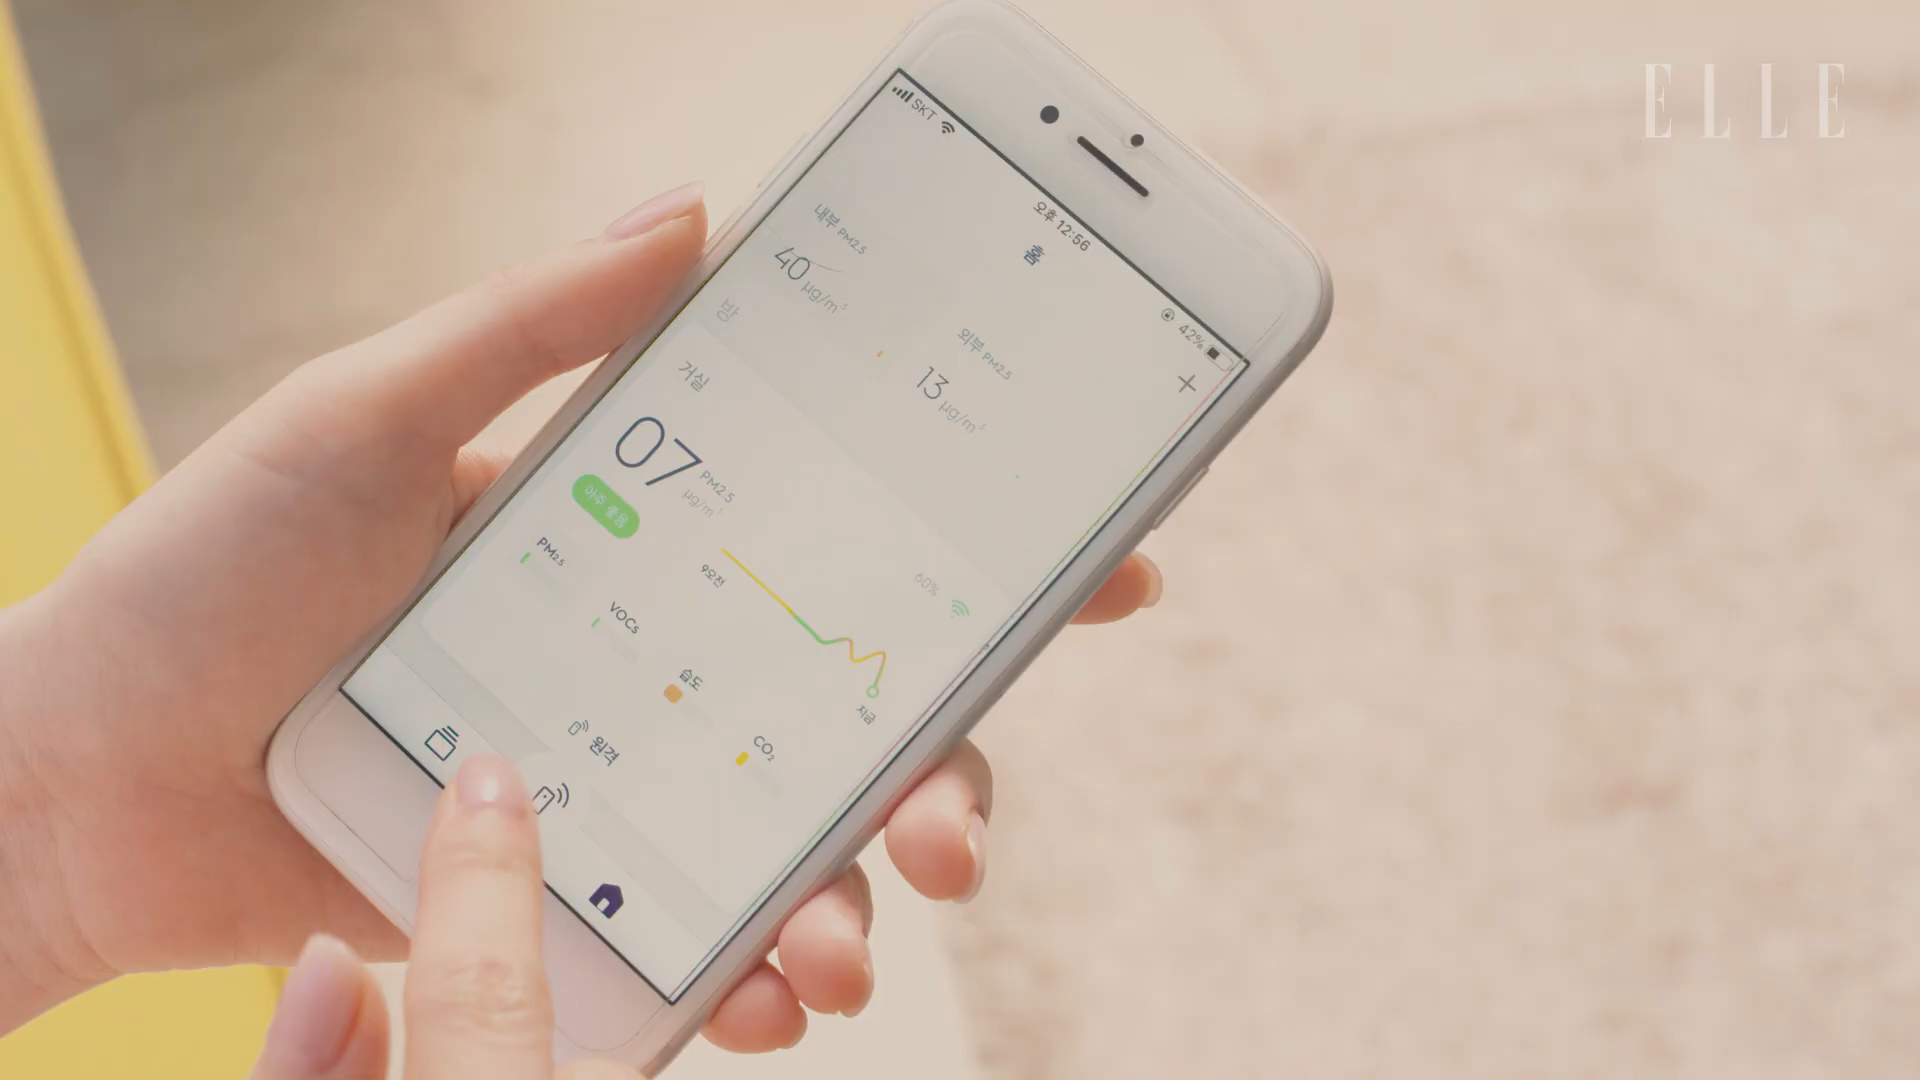 ELLE
SKT
오후 12:56
42%
홈
내부 PM2.5
40 µg/m³
외부 PM2.5
13 µg/m³
방
거실
07 PM2.5
µg/m³
아주 좋음
60%
9오전
지금
PM2.5
VOCs
습도
CO2
원격